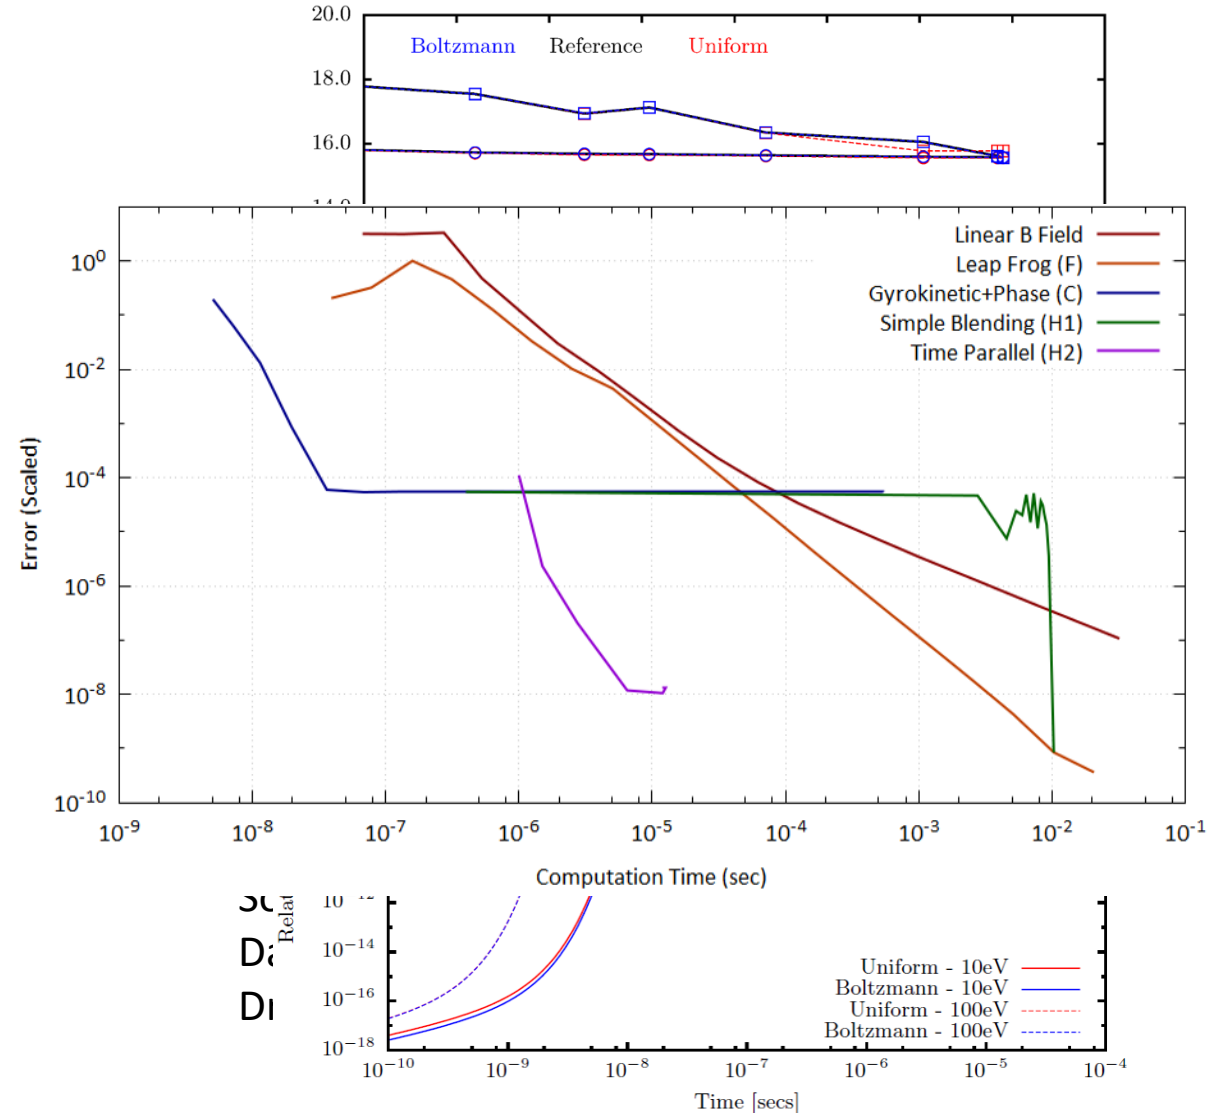 20.0
Boltzmann Reference Uniform
18.0
16.0
Linear B Field
Leap Frog (F)
Gyrokinetic+Phase (C)
Simple Blending (H1)
Time Parallel (H2)
10^0
10^-2
10^-4
10^-6
10^-8
10^-10
Error (Scaled)
10^-9 10^-8 10^-7 10^-6 10^-5 10^-4 10^-3 10^-2 10^-1
Computation Time (sec)
10^-14
10^-16
10^-18
Uniform - 10eV
Boltzmann - 10eV
Uniform - 100eV
Boltzmann - 100eV
10^-10 10^-9 10^-8 10^-7 10^-6 10^-5 10^-4
Time [secs]